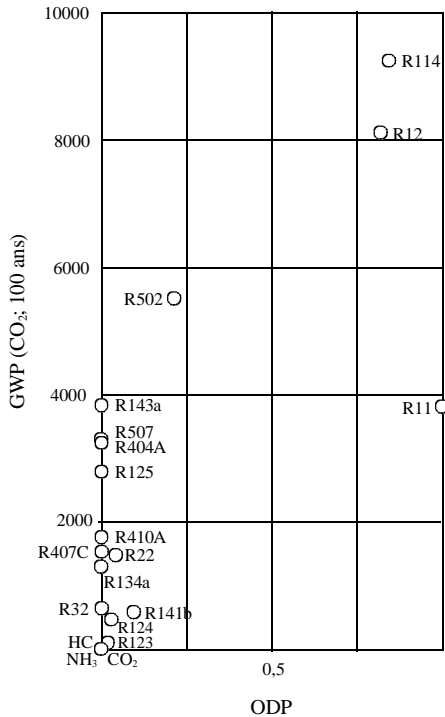 10000
R114
R12
8000
6000
R502
GWP (CO₂; 100 ans)
4000
R143a
R11
R507
R404A
R125
2000
R410A
R407C
R22
R134a
R32
R141b
R124
HC
R123
NH₃
CO₂
0,5
ODP